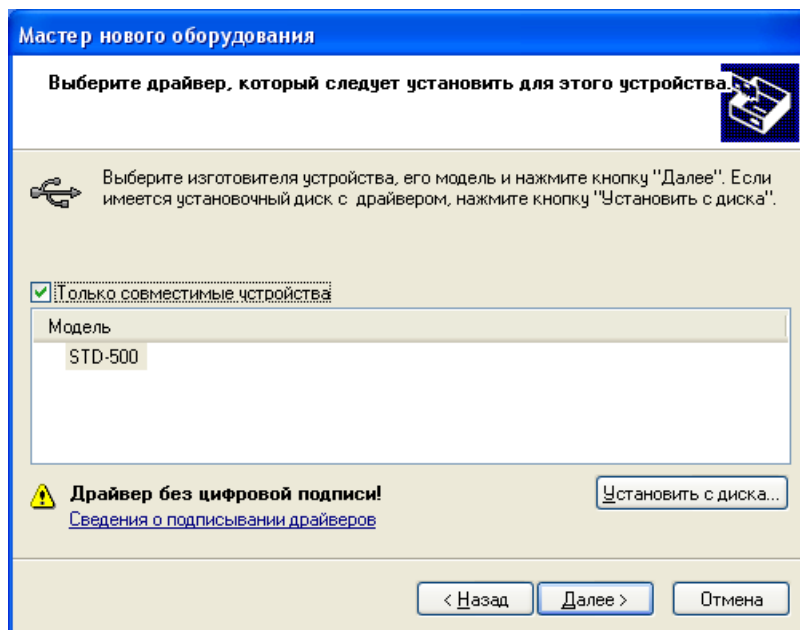 Мастер нового оборудования
Выберите драйвер, который следует установить для этого устройства.
Выберите изготовителя устройства, его модель и нажмите кнопку "Далее". Если
имеется установочный диск с драйвером, нажмите кнопку "Установить с диска".
Только совместимые устройства
Модель
STD-500
Драйвер без цифровой подписи!
Установить с диска...
Сведения о подписывании драйверов
< Назад
Далее >
Отмена